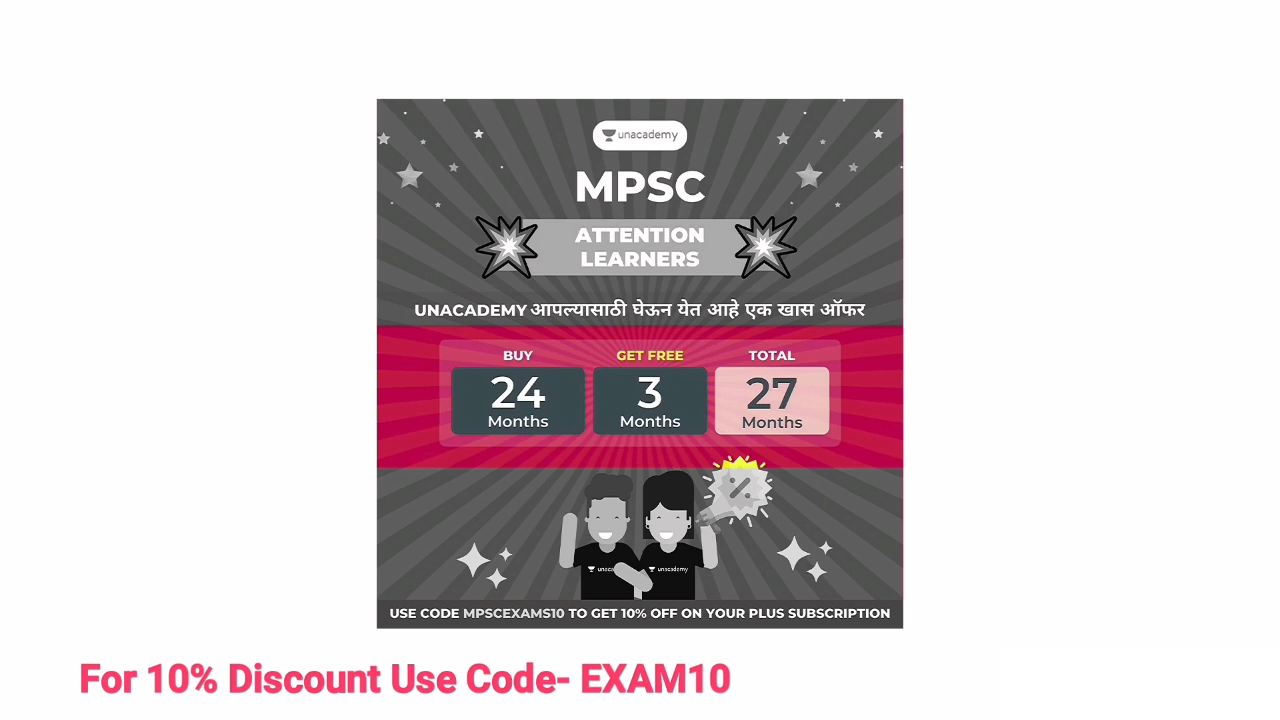 unacademy
MPSC
ATTENTION
LEARNERS
UNACADEMY आपल्यासाठी घेऊन येत आहे एक खास ऑफर
BUY GET FREE TOTAL
24 3 27
Months Months Months
%
unacademy
USE CODE MPSCEXAMS10 TO GET 10% OFF ON YOUR PLUS SUBSCRIPTION
For 10% Discount Use Code- EXAM10